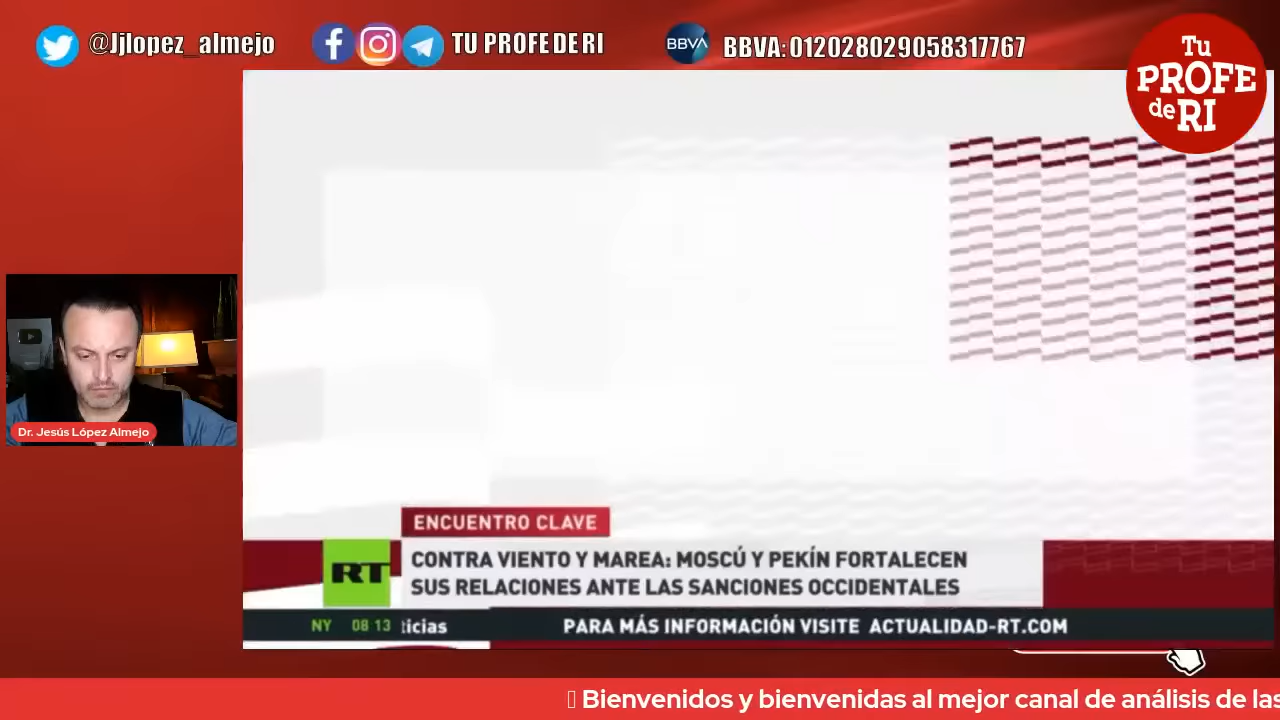 @Jjlopez_almejo
TU PROFE DE RI
BBVA
BBVA: 012028029058317767
Tu
PROFE
de RI
Dr. Jesús López Almejo
ENCUENTRO CLAVE
RT
CONTRA VIENTO Y MAREA: MOSCÚ Y PEKÍN FORTALECEN
SUS RELACIONES ANTE LAS SANCIONES OCCIDENTALES
NY 08 13 ticias PARA MÁS INFORMACIÓN VISITE ACTUALIDAD-RT.COM
Bienvenidos y bienvenidas al mejor canal de análisis de las